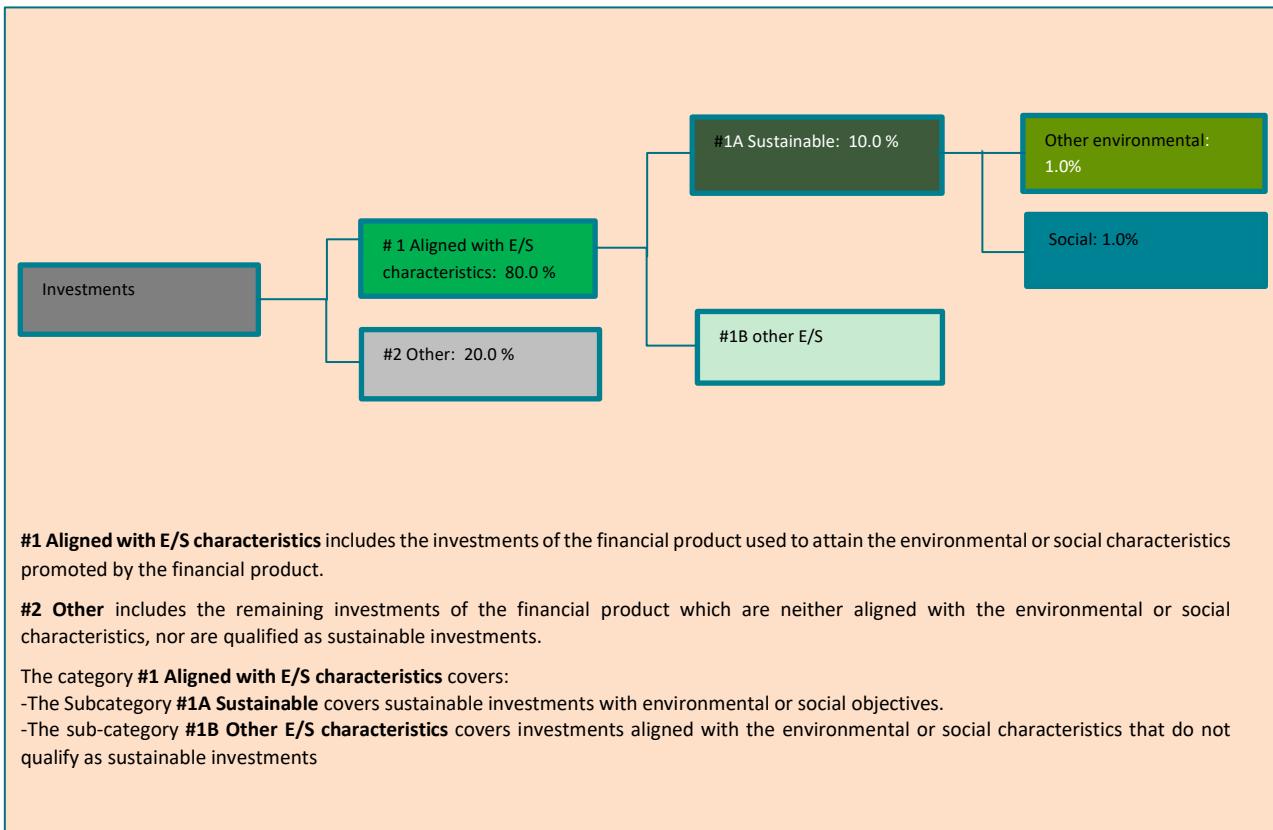 #1A Sustainable: 10.0 %
Other environmental:
1.0%
# 1 Aligned with E/S
characteristics: 80.0 %
Social: 1.0%
Investments
#1B other E/S
#2 Other: 20.0 %
#1 Aligned with E/S characteristics includes the investments of the financial product used to attain the environmental or social characteristics
promoted by the financial product.
#2 Other includes the remaining investments of the financial product which are neither aligned with the environmental or social
characteristics, nor are qualified as sustainable investments.
The category #1 Aligned with E/S characteristics covers:
-The Subcategory #1A Sustainable covers sustainable investments with environmental or social objectives.
-The sub-category #1B Other E/S characteristics covers investments aligned with the environmental or social characteristics that do not
qualify as sustainable investments